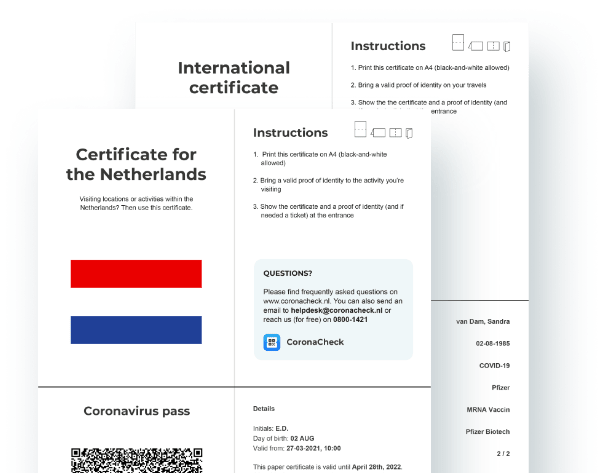 International
certificate
Instructions
1. Print this certificate on A4 (black-and-white allowed)
2. Bring a valid proof of identity on your travels
3. Show the the certificate and a proof of identity (and
entrance
Certificate for
the Netherlands
Visiting locations or activities within the
Netherlands? Then use this certificate.
Instructions
1. Print this certificate on A4 (black-and-white
allowed)
2. Bring a valid proof of identity to the activity you're
visiting
3. Show the certificate and a proof of identity (and if
needed a ticket) at the entrance
QUESTIONS?
Please find frequently asked questions on
www.coronacheck.nl. You can also send an
email to helpdesk@coronacheck.nl or
reach us (for free) on 0800-1421
CoronaCheck
van Dam, Sandra
02-08-1985
COVID-19
Pfizer
MRNA Vaccin
Pfizer Biotech
2 / 2
Coronavirus pass
Details
Initials: E.D.
Day of birth: 02 AUG
Valid from: 27-03-2021, 10:00
This paper certificate is valid until April 28th, 2022.